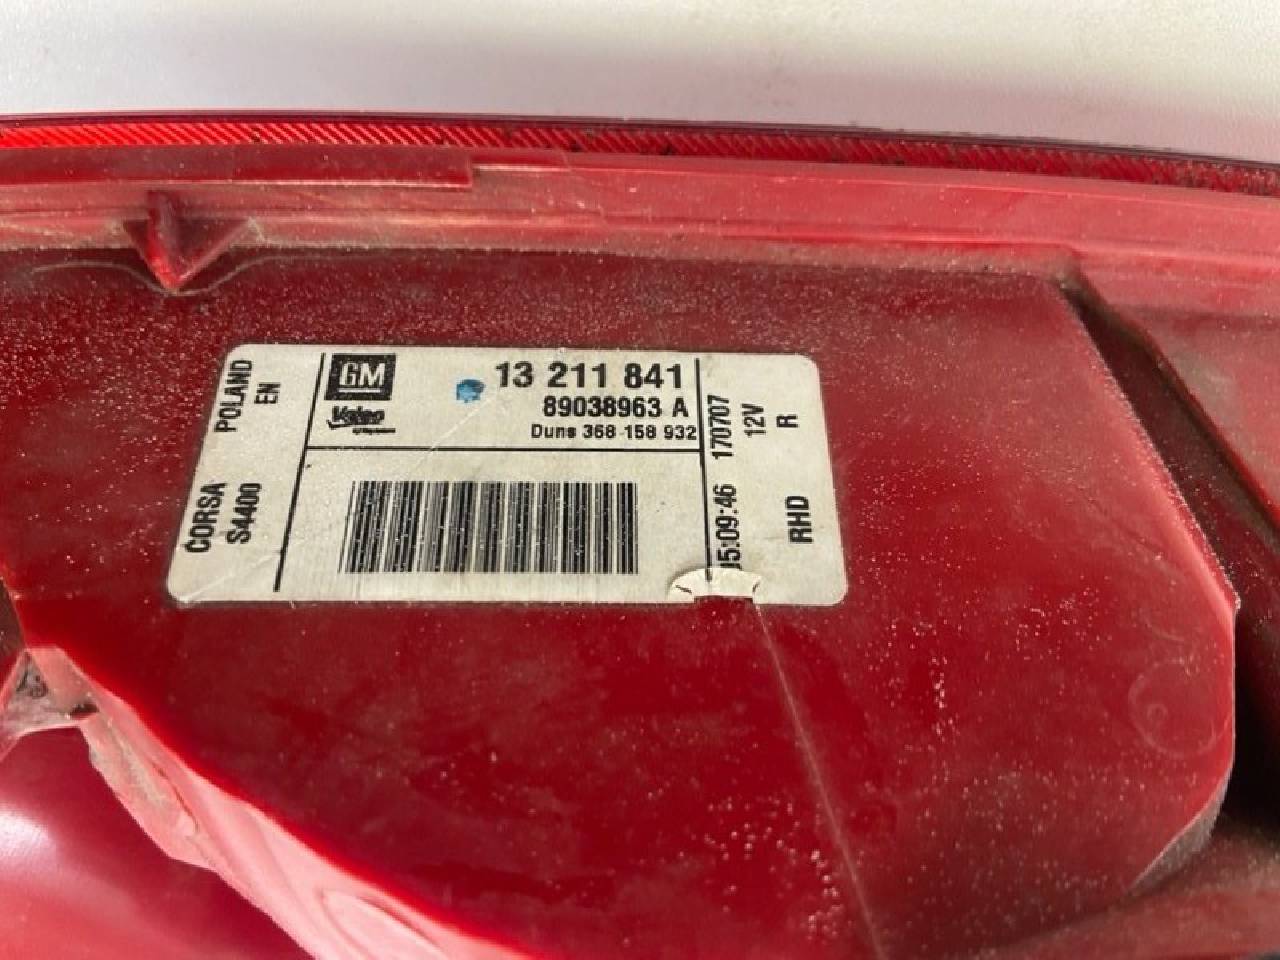 POLAND
EN
CORSA
S4400
GM
Valeo
13 211 841
89038963 A
Duns 368 158 932
5:09:46 170707
12V
RHD R